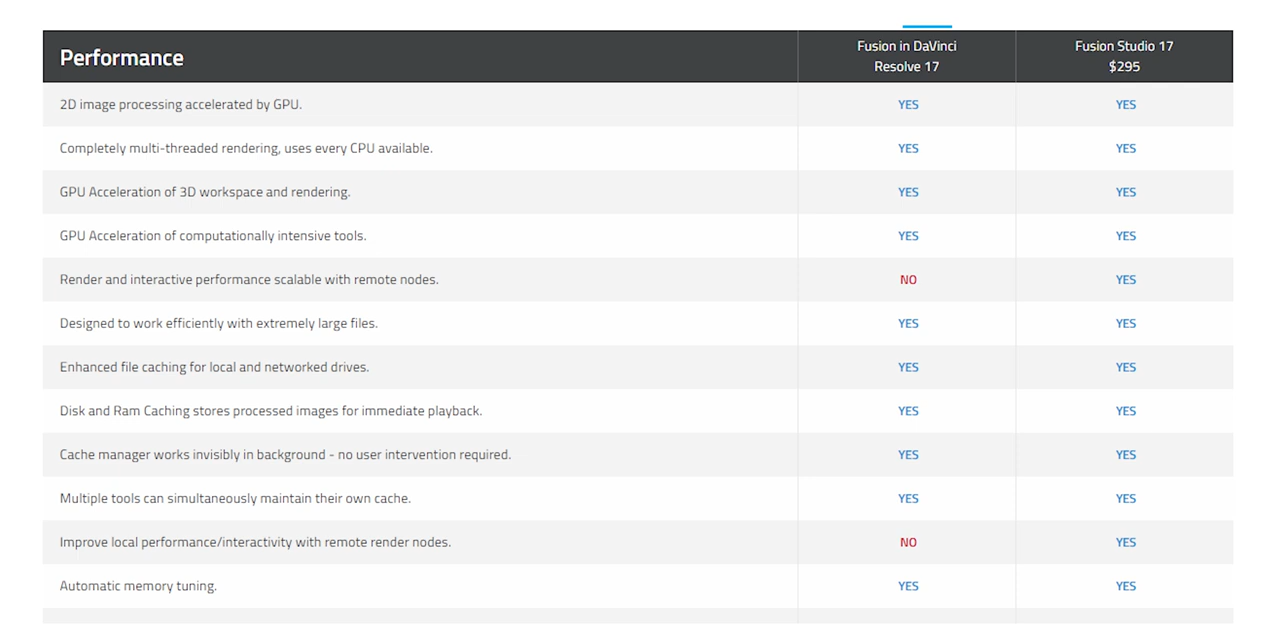 Performance
Fusion in DaVinci
Resolve 17
Fusion Studio 17
$295
2D image processing accelerated by GPU. YES YES
Completely multi-threaded rendering, uses every CPU available. YES YES
GPU Acceleration of 3D workspace and rendering. YES YES
GPU Acceleration of computationally intensive tools. YES YES
Render and interactive performance scalable with remote nodes. NO YES
Designed to work efficiently with extremely large files. YES YES
Enhanced file caching for local and networked drives. YES YES
Disk and Ram Caching stores processed images for immediate playback. YES YES
Cache manager works invisibly in background - no user intervention required. YES YES
Multiple tools can simultaneously maintain their own cache. YES YES
Improve local performance/interactivity with remote render nodes. NO YES
Automatic memory tuning. YES YES